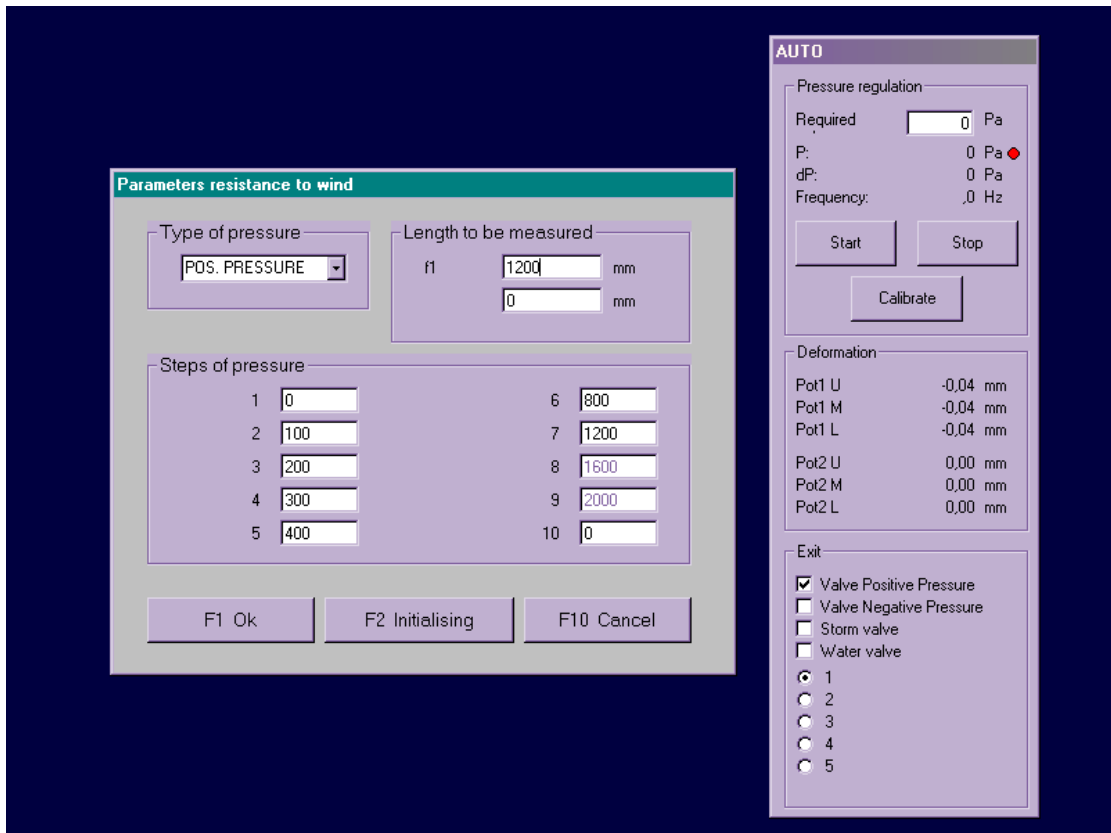 Parameters resistance to wind
Type of pressure
POS. PRESSURE
Length to be measured
f1 1200 mm
0 mm
Steps of pressure
1 0 6 800
2 100 7 1200
3 200 8 1600
4 300 9 2000
5 400 10 0
F1 Ok F2 Initialising F10 Cancel
AUTO
Pressure regulation
Required 0 Pa
P: 0 Pa
dP: 0 Pa
Frequency: ,0 Hz
Start Stop
Calibrate
Deformation
Pot1 U -0,04 mm
Pot1 M -0,04 mm
Pot1 L -0,04 mm
Pot2 U 0,00 mm
Pot2 M 0,00 mm
Pot2 L 0,00 mm
Exit
Valve Positive Pressure
Valve Negative Pressure
Storm valve
Water valve
1
2
3
4
5